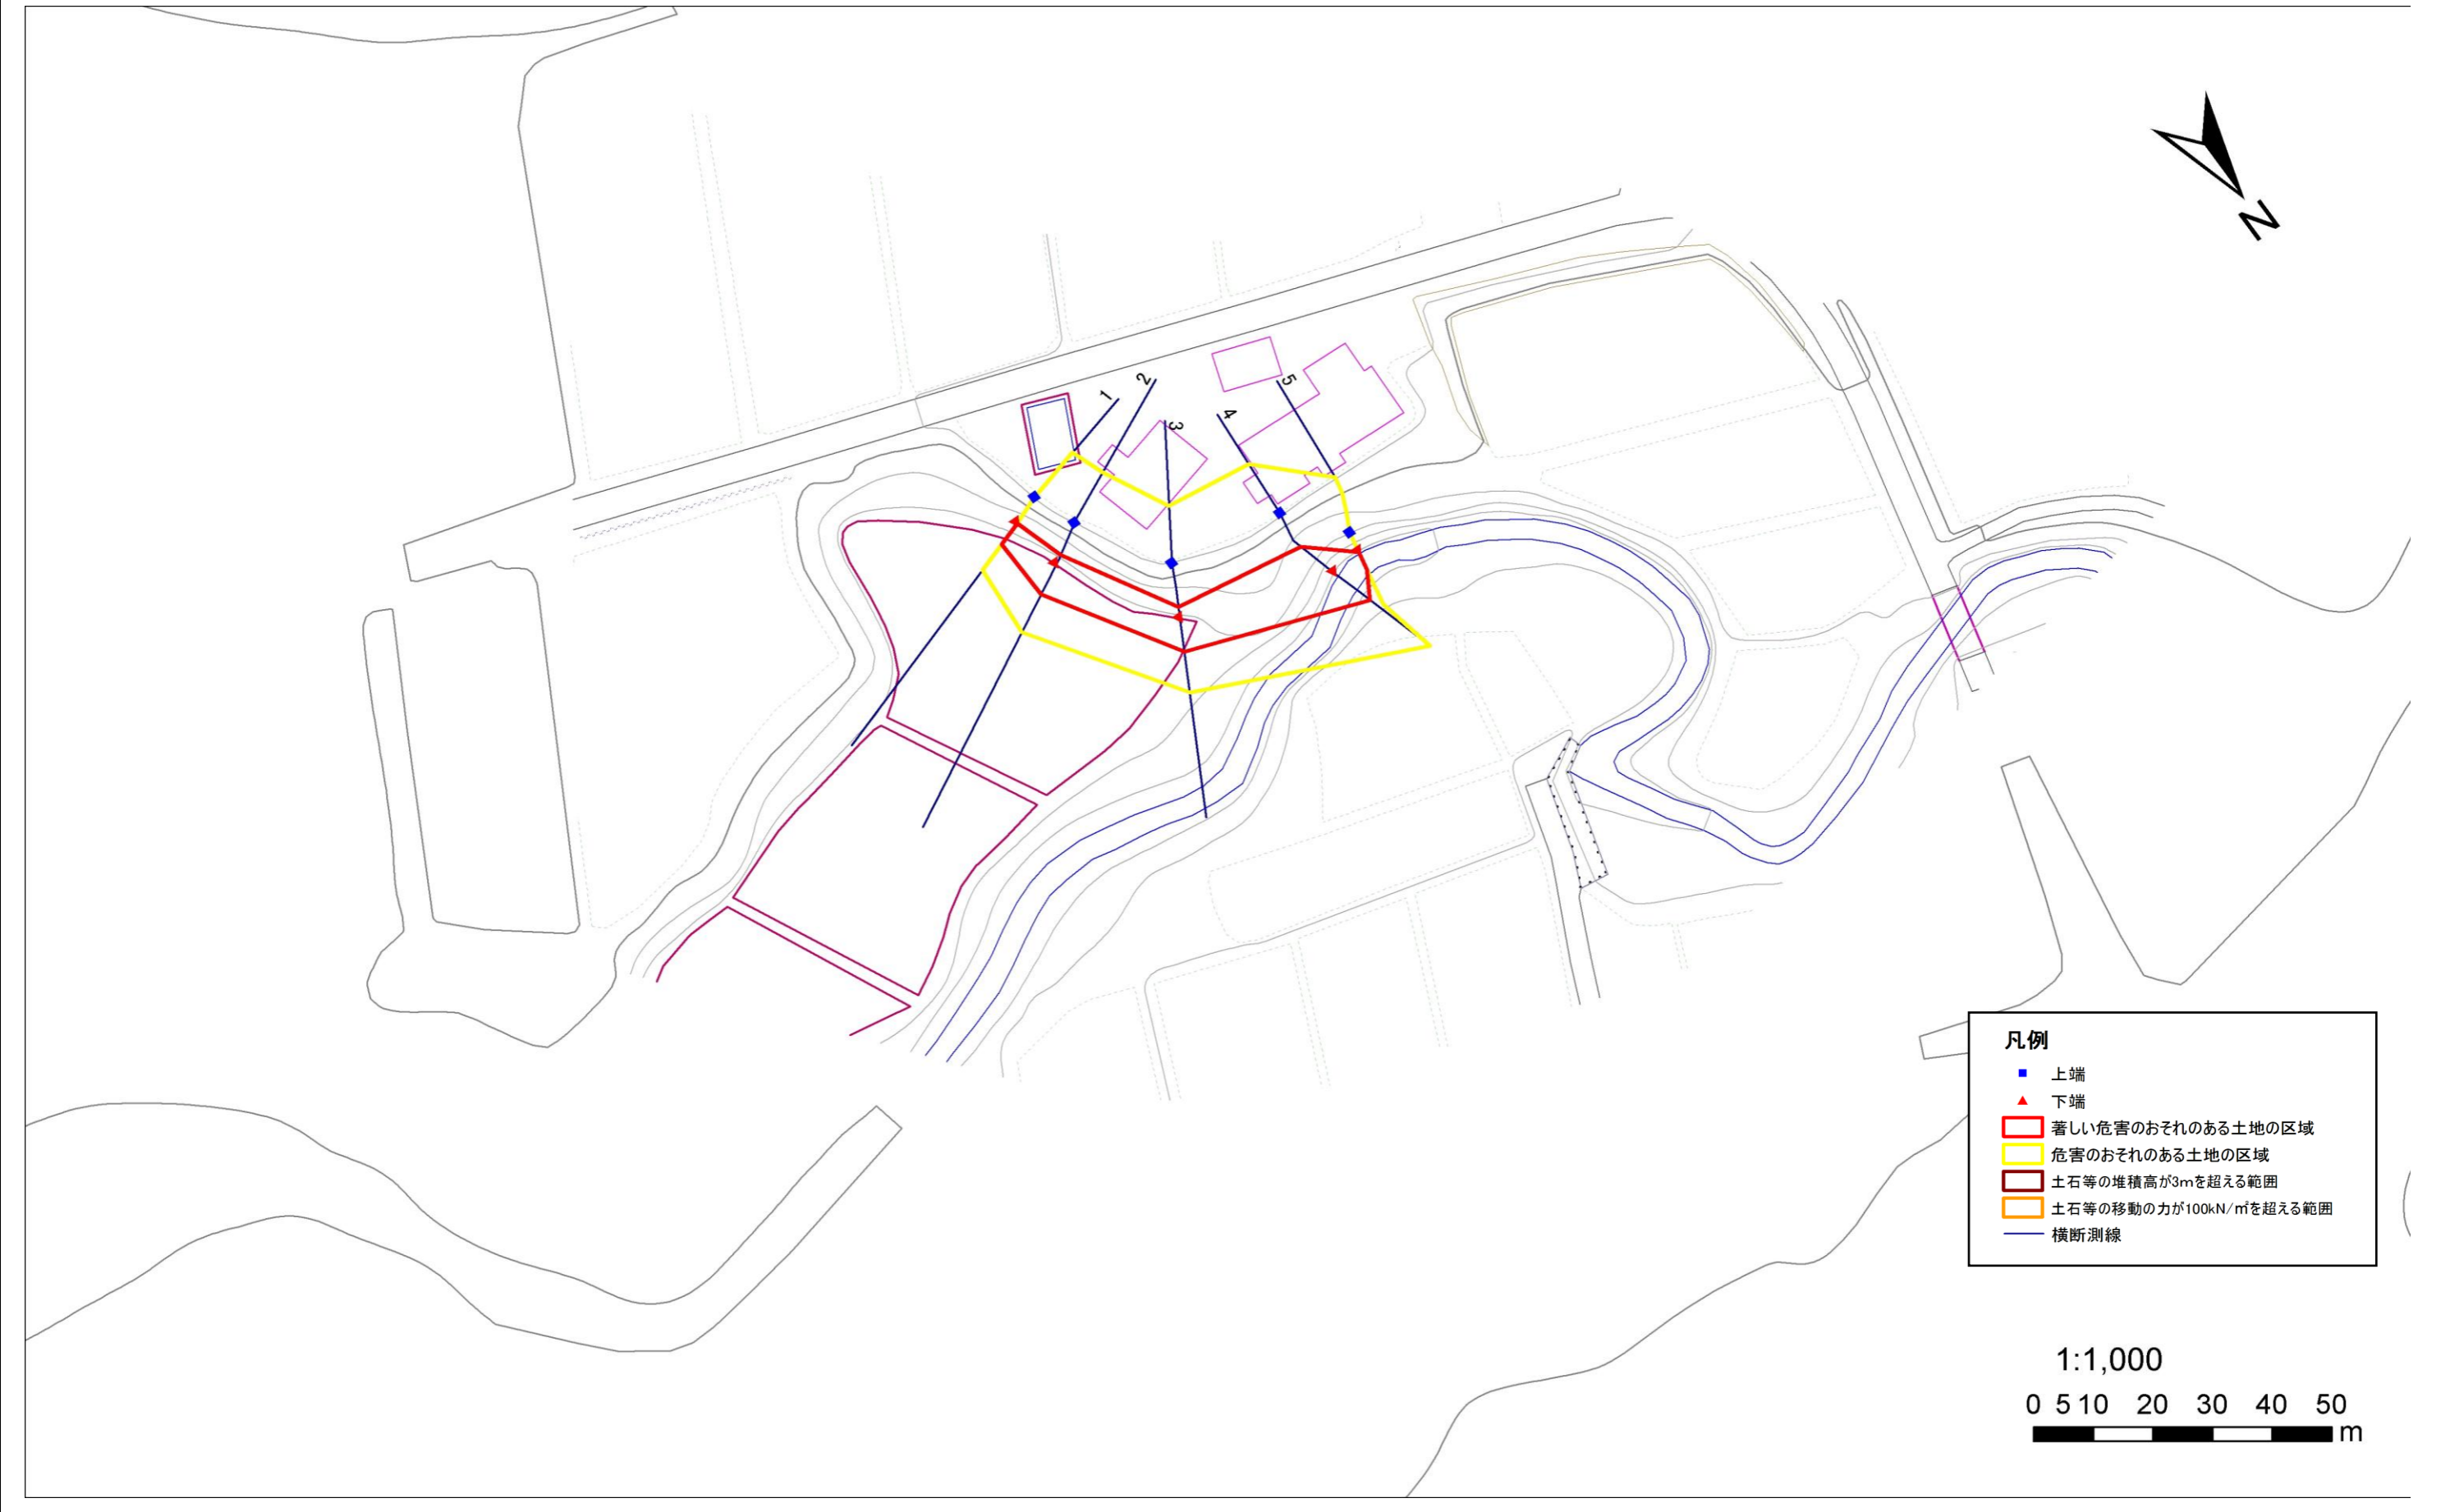 N
1
2
3
4
5
凡例
上端
下端
著しい危害のおそれのある土地の区域
危害のおそれのある土地の区域
土石等の堆積高が3mを超える範囲
土石等の移動の力が100kN/㎡を超える範囲
横断測線
1:1,000
0 5 10 20 30 40 50
m